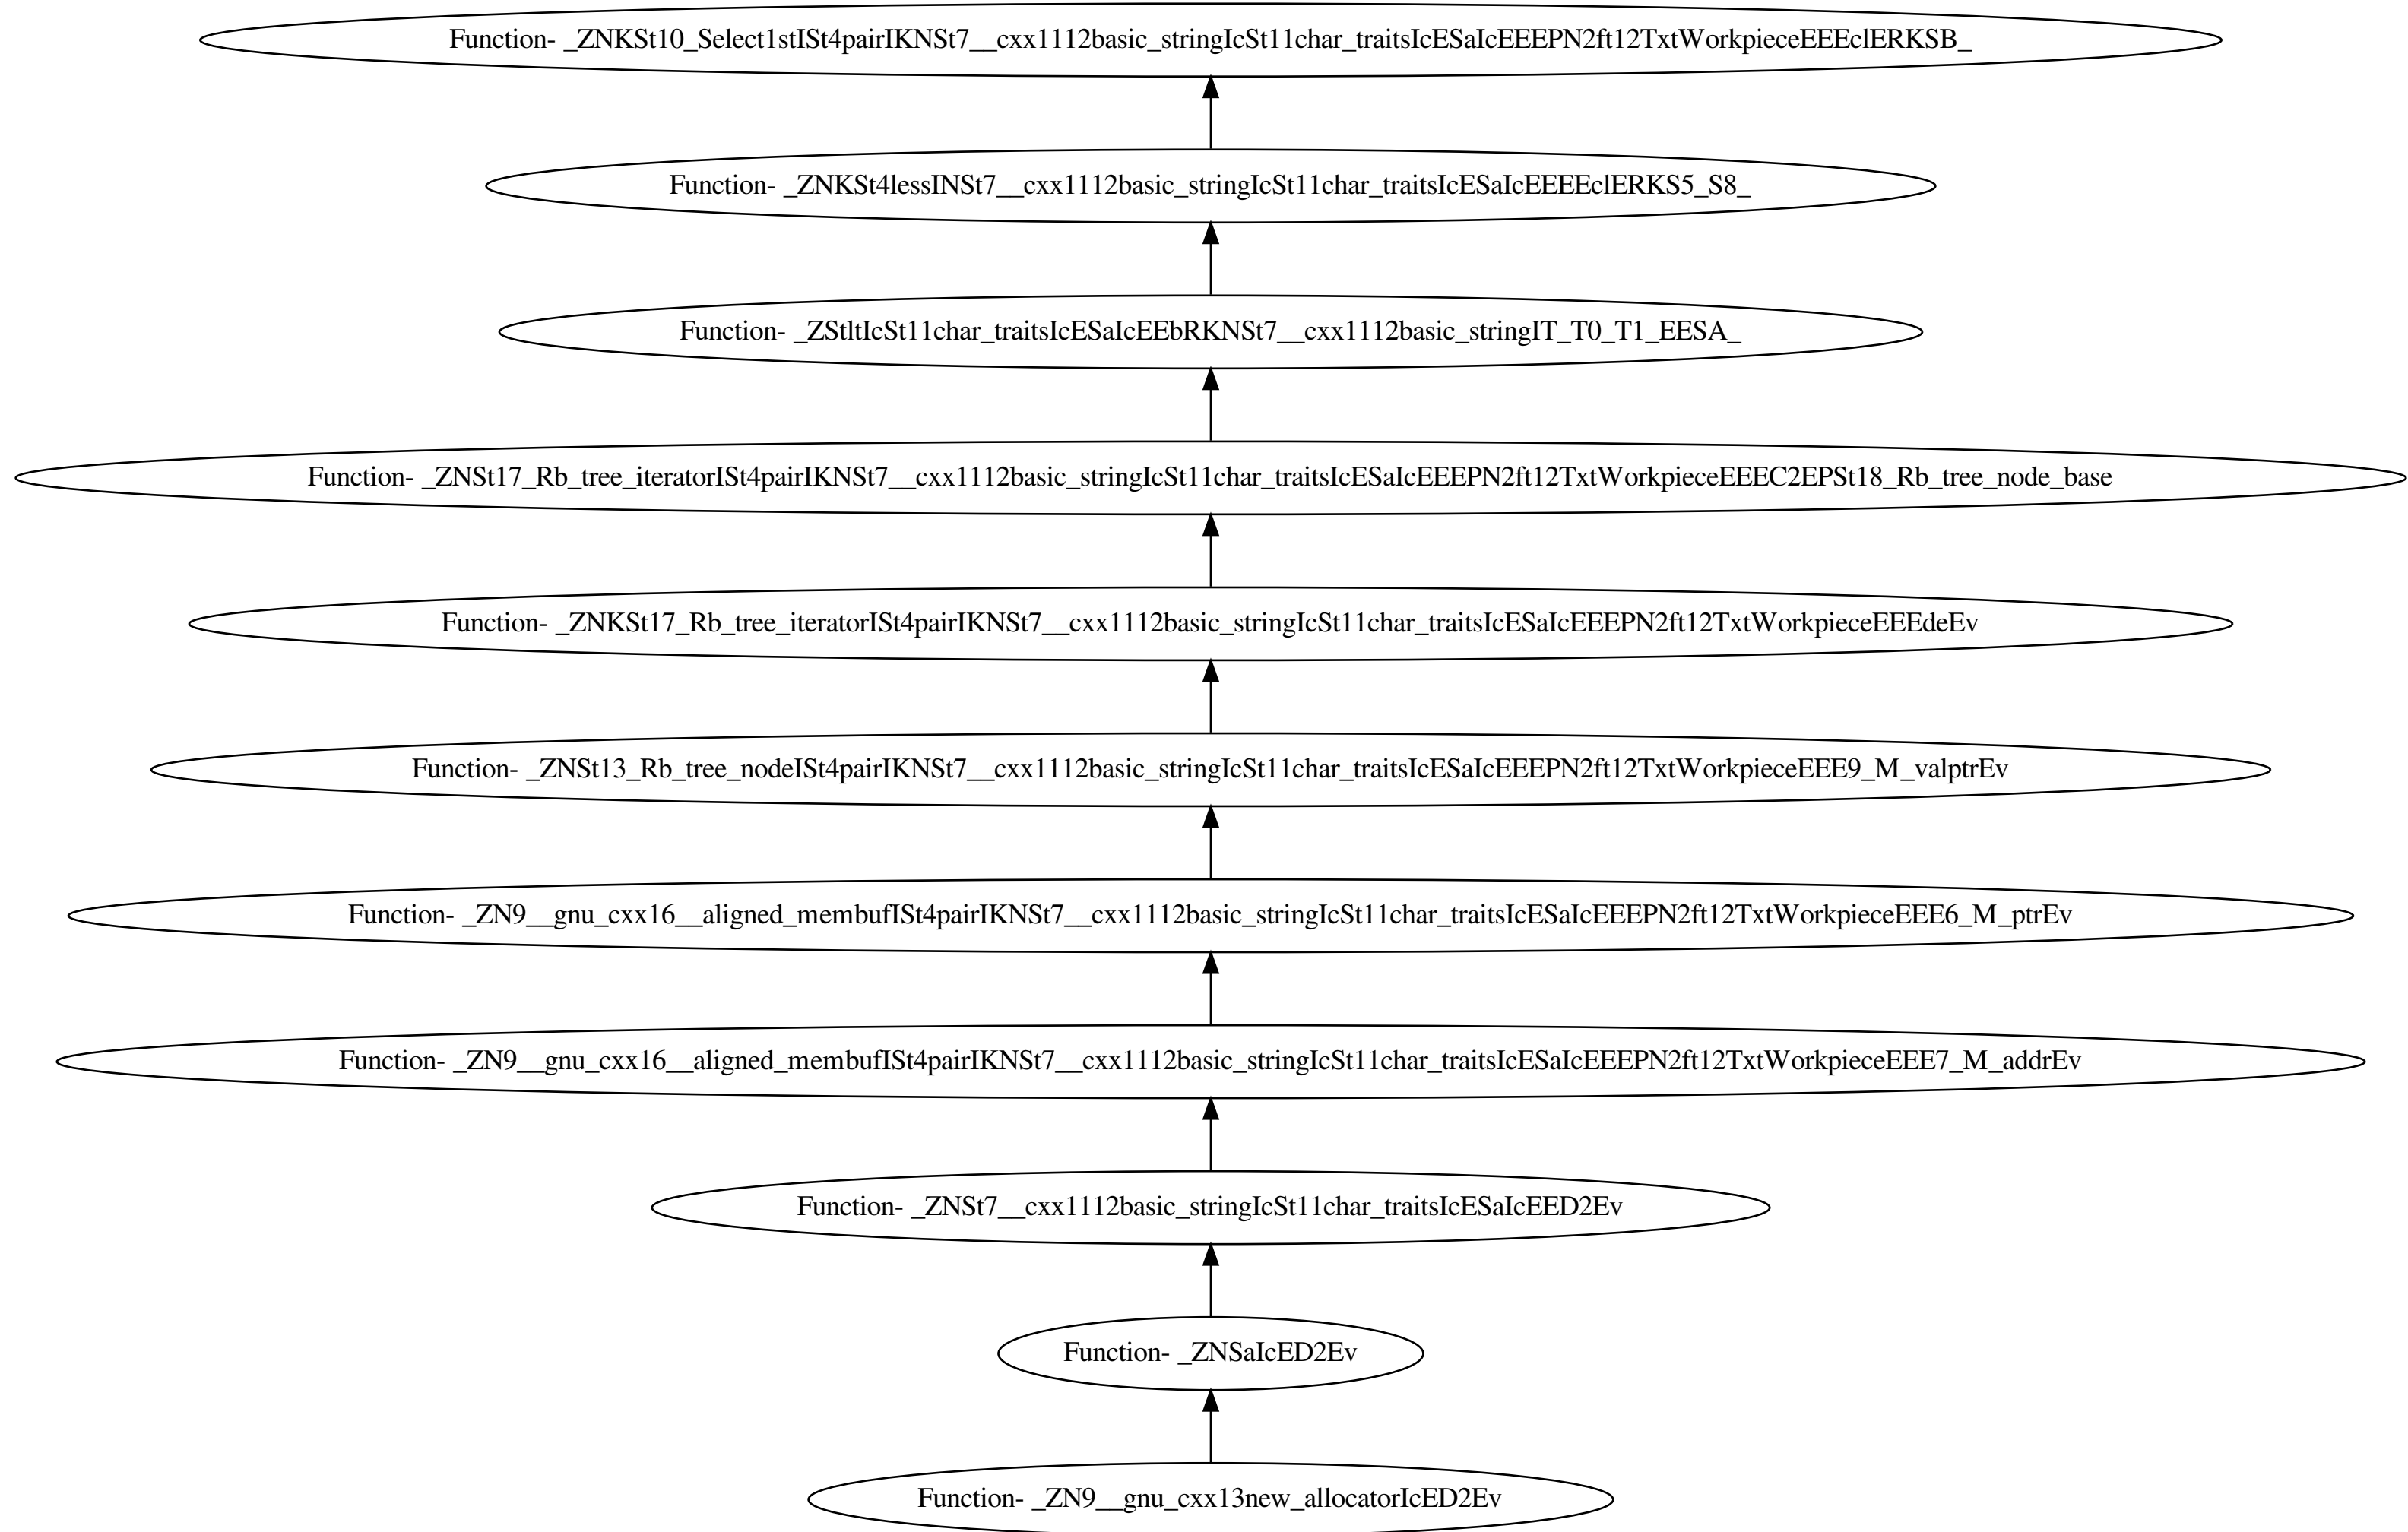 Function- _ZNKSt10_Select1stISt4pairIKNSt7__cxx1112basic_stringIcSt11char_traitsIcESaIcEEEPN2ft12TxtWorkpieceEEEclERKSB_
Function- _ZNKSt4lessINSt7__cxx1112basic_stringIcSt11char_traitsIcESaIcEEEEclERKS5_S8_
Function- _ZStltIcSt11char_traitsIcESaIcEEbRKNSt7__cxx1112basic_stringIT_T0_T1_EESA_
Function- _ZNSt17_Rb_tree_iteratorISt4pairIKNSt7__cxx1112basic_stringIcSt11char_traitsIcESaIcEEEPN2ft12TxtWorkpieceEEEC2EPSt18_Rb_tree_node_base
Function- _ZNKSt17_Rb_tree_iteratorISt4pairIKNSt7__cxx1112basic_stringIcSt11char_traitsIcESaIcEEEPN2ft12TxtWorkpieceEEEdeEv
Function- _ZNSt13_Rb_tree_nodeISt4pairIKNSt7__cxx1112basic_stringIcSt11char_traitsIcESaIcEEEPN2ft12TxtWorkpieceEEE9_M_valptrEv
Function- _ZN9__gnu_cxx16__aligned_membufISt4pairIKNSt7__cxx1112basic_stringIcSt11char_traitsIcESaIcEEEPN2ft12TxtWorkpieceEEE6_M_ptrEv
Function- _ZN9__gnu_cxx16__aligned_membufISt4pairIKNSt7__cxx1112basic_stringIcSt11char_traitsIcESaIcEEEPN2ft12TxtWorkpieceEEE7_M_addrEv
Function- _ZNSt7__cxx1112basic_stringIcSt11char_traitsIcESaIcEED2Ev
Function- _ZNSaIcED2Ev
Function- _ZN9__gnu_cxx13new_allocatorIcED2Ev